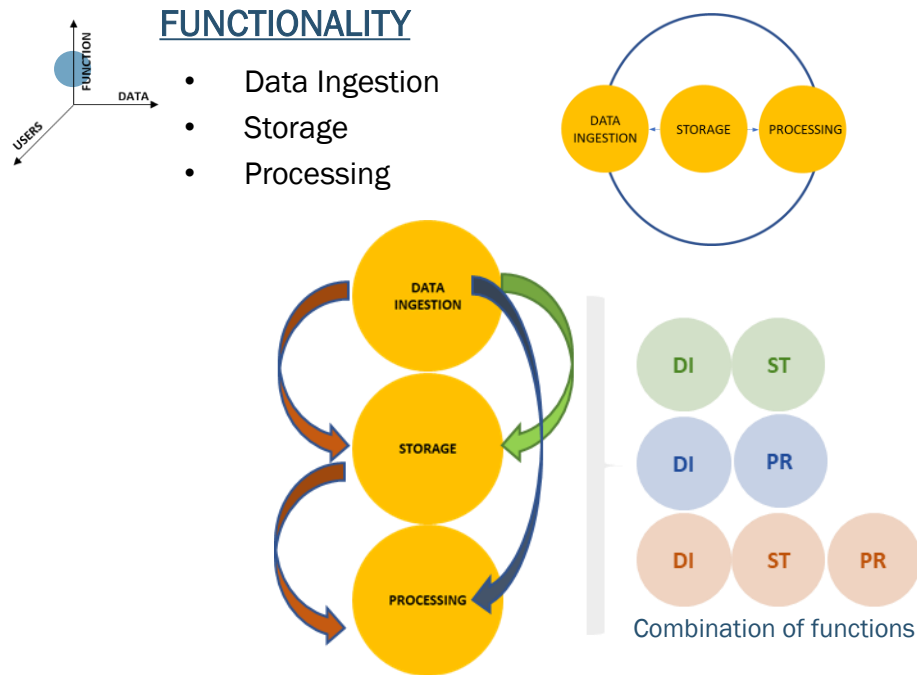 FUNCTIONALITY
FUNCTION
DATA
USERS
• Data Ingestion
• Storage
• Processing
DATA
INGESTION
STORAGE
PROCESSING
DATA
INGESTION
STORAGE
PROCESSING
DI ST
DI PR
DI ST PR
Combination of functions